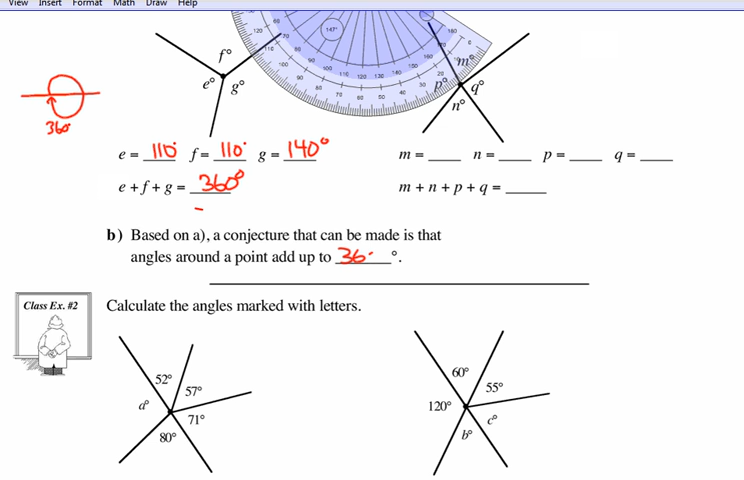 View Insert Format Math Draw Help
f°
e° g°
147°
m°
p° q°
n°
360
e = 110° f = 110° g = 140°
m = ____ n = ____ p = ____ q = ____
e + f + g = 360°
m + n + p + q = _____
b) Based on a), a conjecture that can be made is that
angles around a point add up to 36 °.
Class Ex. #2
Calculate the angles marked with letters.
52°
57°
a°
71°
80°
60°
55°
120°
c°
b°